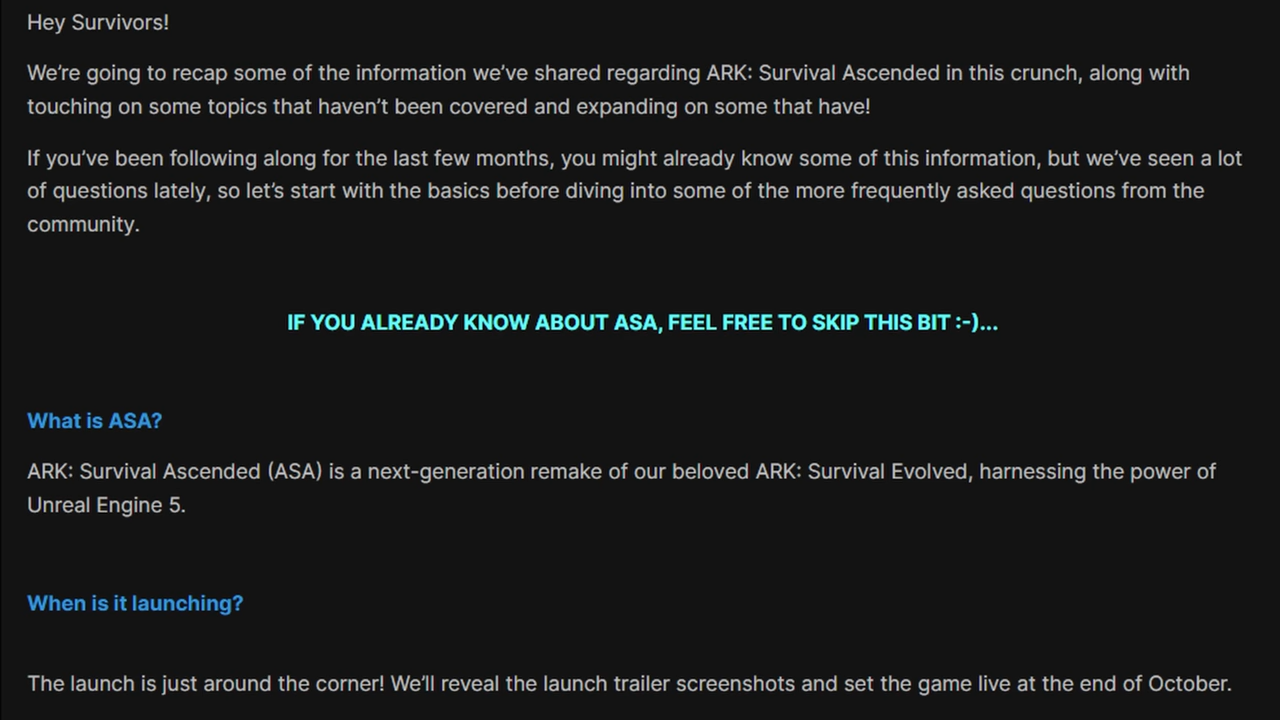 Hey Survivors!
We’re going to recap some of the information we’ve shared regarding ARK: Survival Ascended in this crunch, along with
touching on some topics that haven’t been covered and expanding on some that have!
If you’ve been following along for the last few months, you might already know some of this information, but we’ve seen a lot
of questions lately, so let’s start with the basics before diving into some of the more frequently asked questions from the
community.
IF YOU ALREADY KNOW ABOUT ASA, FEEL FREE TO SKIP THIS BIT :-)...
What is ASA?
ARK: Survival Ascended (ASA) is a next-generation remake of our beloved ARK: Survival Evolved, harnessing the power of
Unreal Engine 5.
When is it launching?
The launch is just around the corner! We’ll reveal the launch trailer screenshots and set the game live at the end of October.